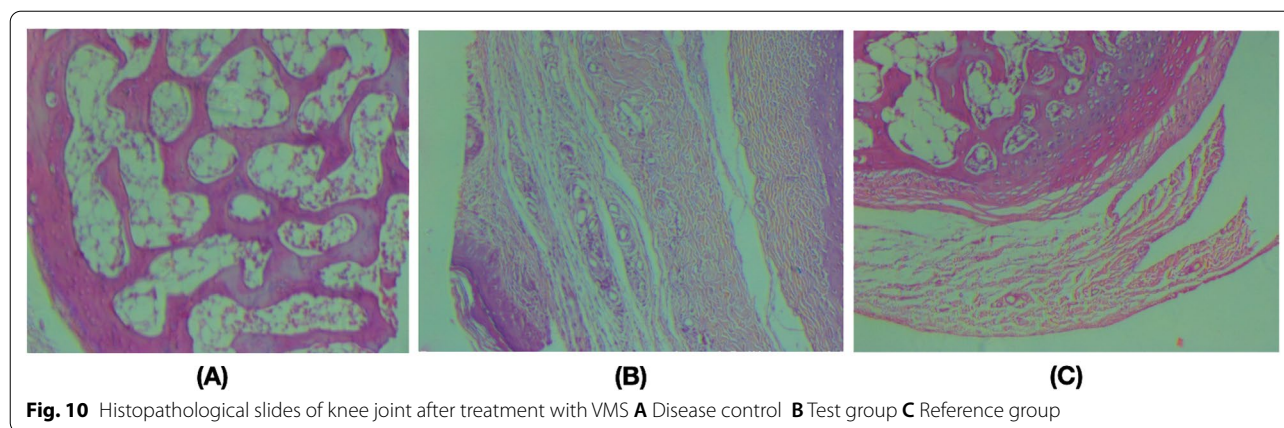 (A) (B) (C)
Fig. 10 Histopathological slides of knee joint after treatment with VMS A Disease control B Test group C Reference group